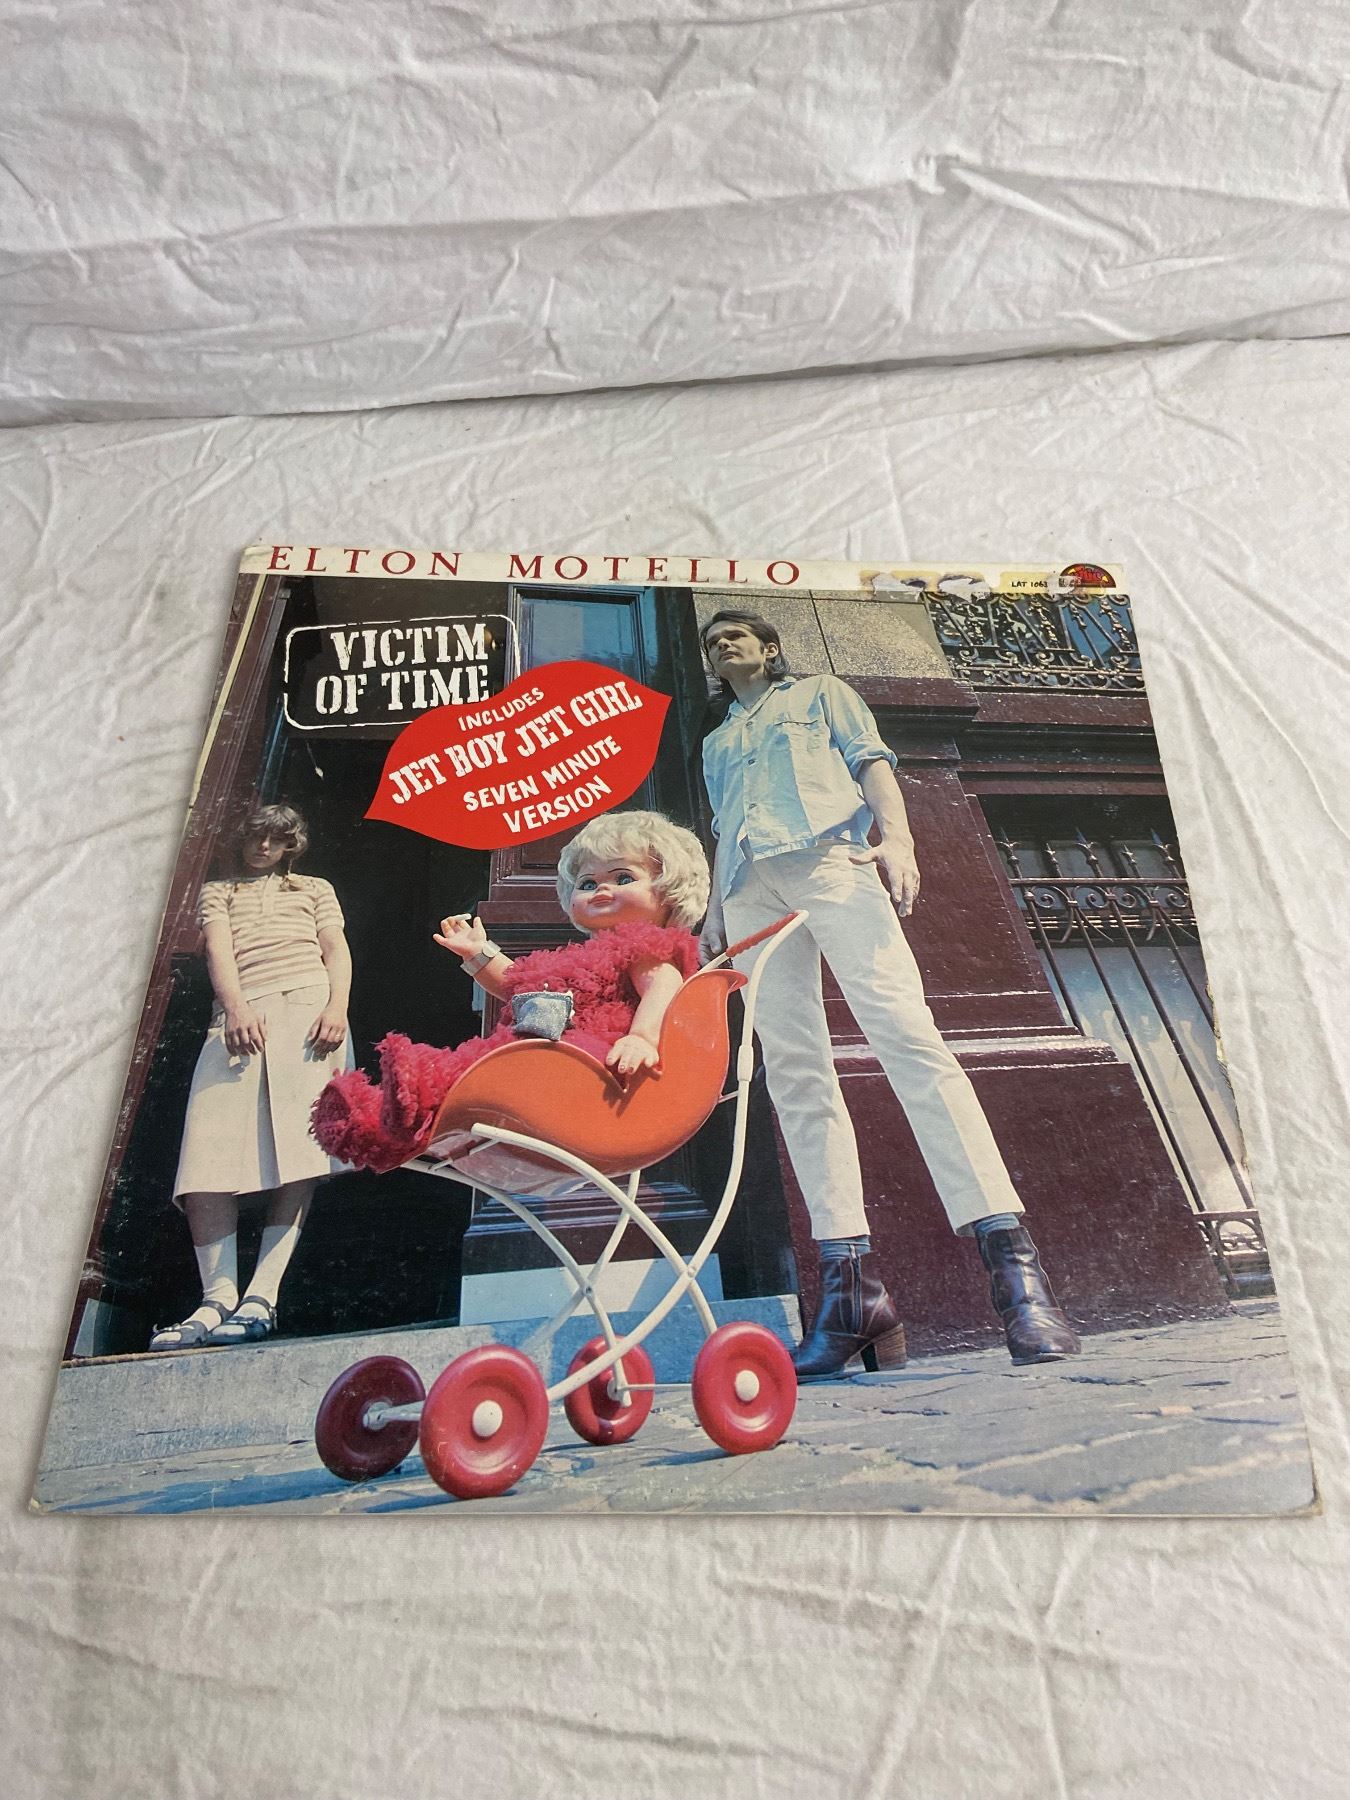 ELTON MOTELLO
LAT 1063
VICTIM
OF TIME
INCLUDES
JET BOY JET GIRL
SEVEN MINUTE
VERSION